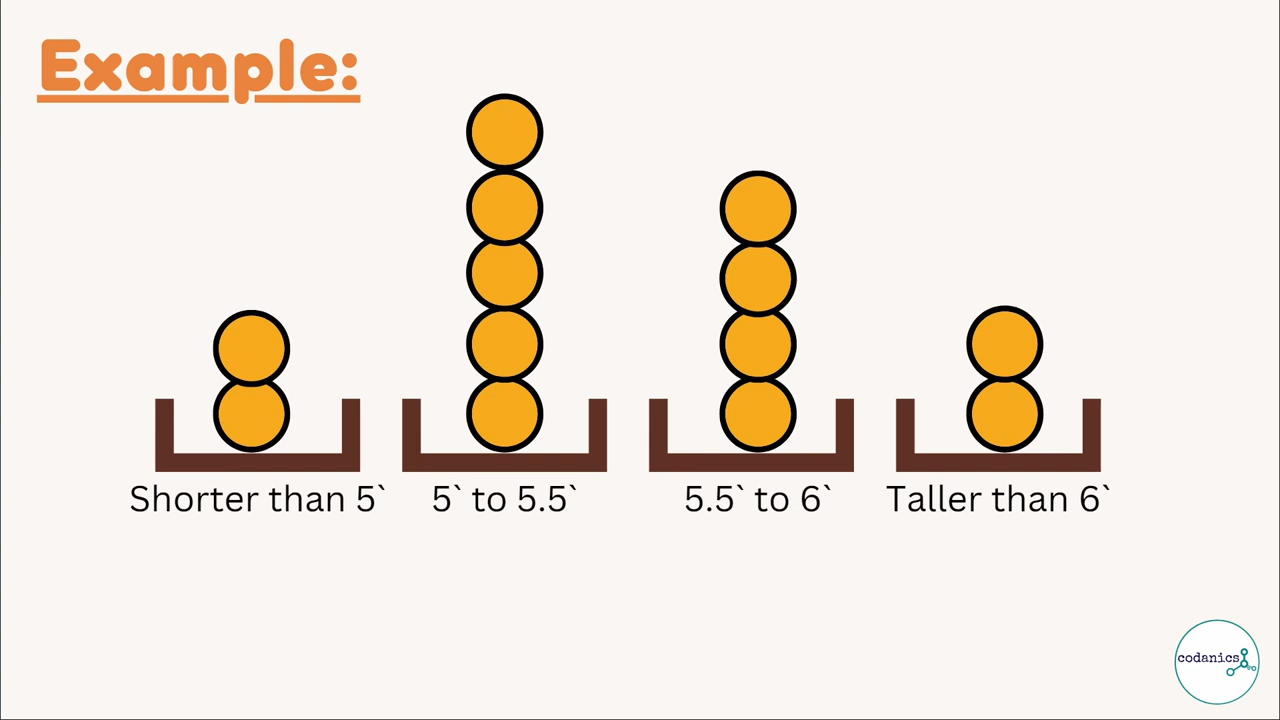 Example:
Shorter than 5`
5` to 5.5`
5.5` to 6`
Taller than 6`
codanics